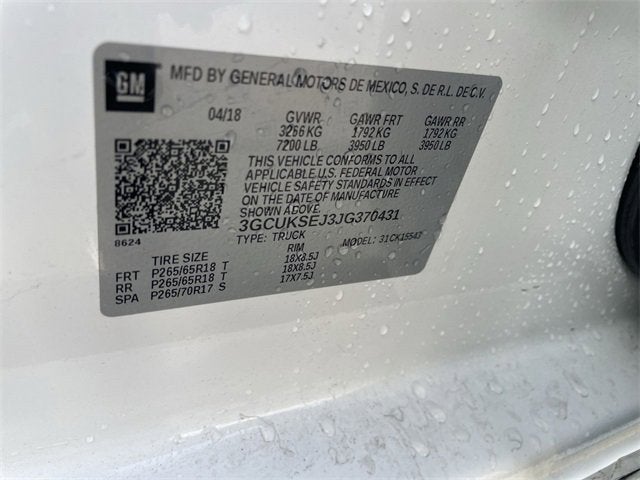 GM
MFD BY GENERAL MOTORS DE MEXICO, S. DE R.L. DE C.V.
04/18 GVWR GAWR FRT GAWR RR
3266 KG 1792 KG 1792 KG
7200 LB 3950 LB 3950 LB
THIS VEHICLE CONFORMS TO ALL
APPLICABLE U.S. FEDERAL MOTOR
VEHICLE SAFETY STANDARDS IN EFFECT
ON THE DATE OF MANUFACTURE
SHOWN ABOVE.
3GCUKSEJ3JG370431
8624
TYPE: TRUCK MODEL: 31CK15543
TIRE SIZE RIM
FRT P265/65R18 T 18X8.5J
RR P265/65R18 T 18X8.5J
SPA P265/70R17 S 17X7.5J